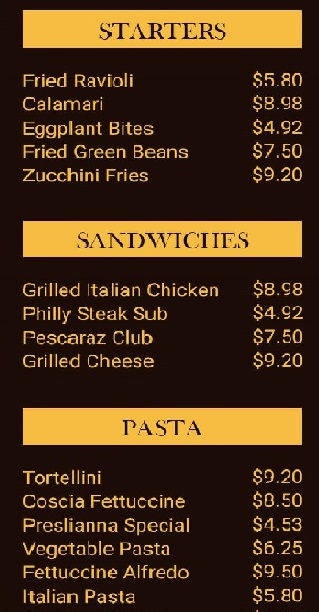 STARTERS
Fried Ravioli $5.80
Calamari $8.98
Eggplant Bites $4.92
Fried Green Beans $7.50
Zucchini Fries $9.20
SANDWICHES
Grilled Italian Chicken $8.98
Philly Steak Sub $4.92
Pescaraz Club $7.50
Grilled Cheese $9.20
PASTA
Tortellini $9.20
Coscia Fettuccine $8.50
Preslianna Special $4.53
Vegetable Pasta $6.25
Fettuccine Alfredo $9.50
Italian Pasta $5.80